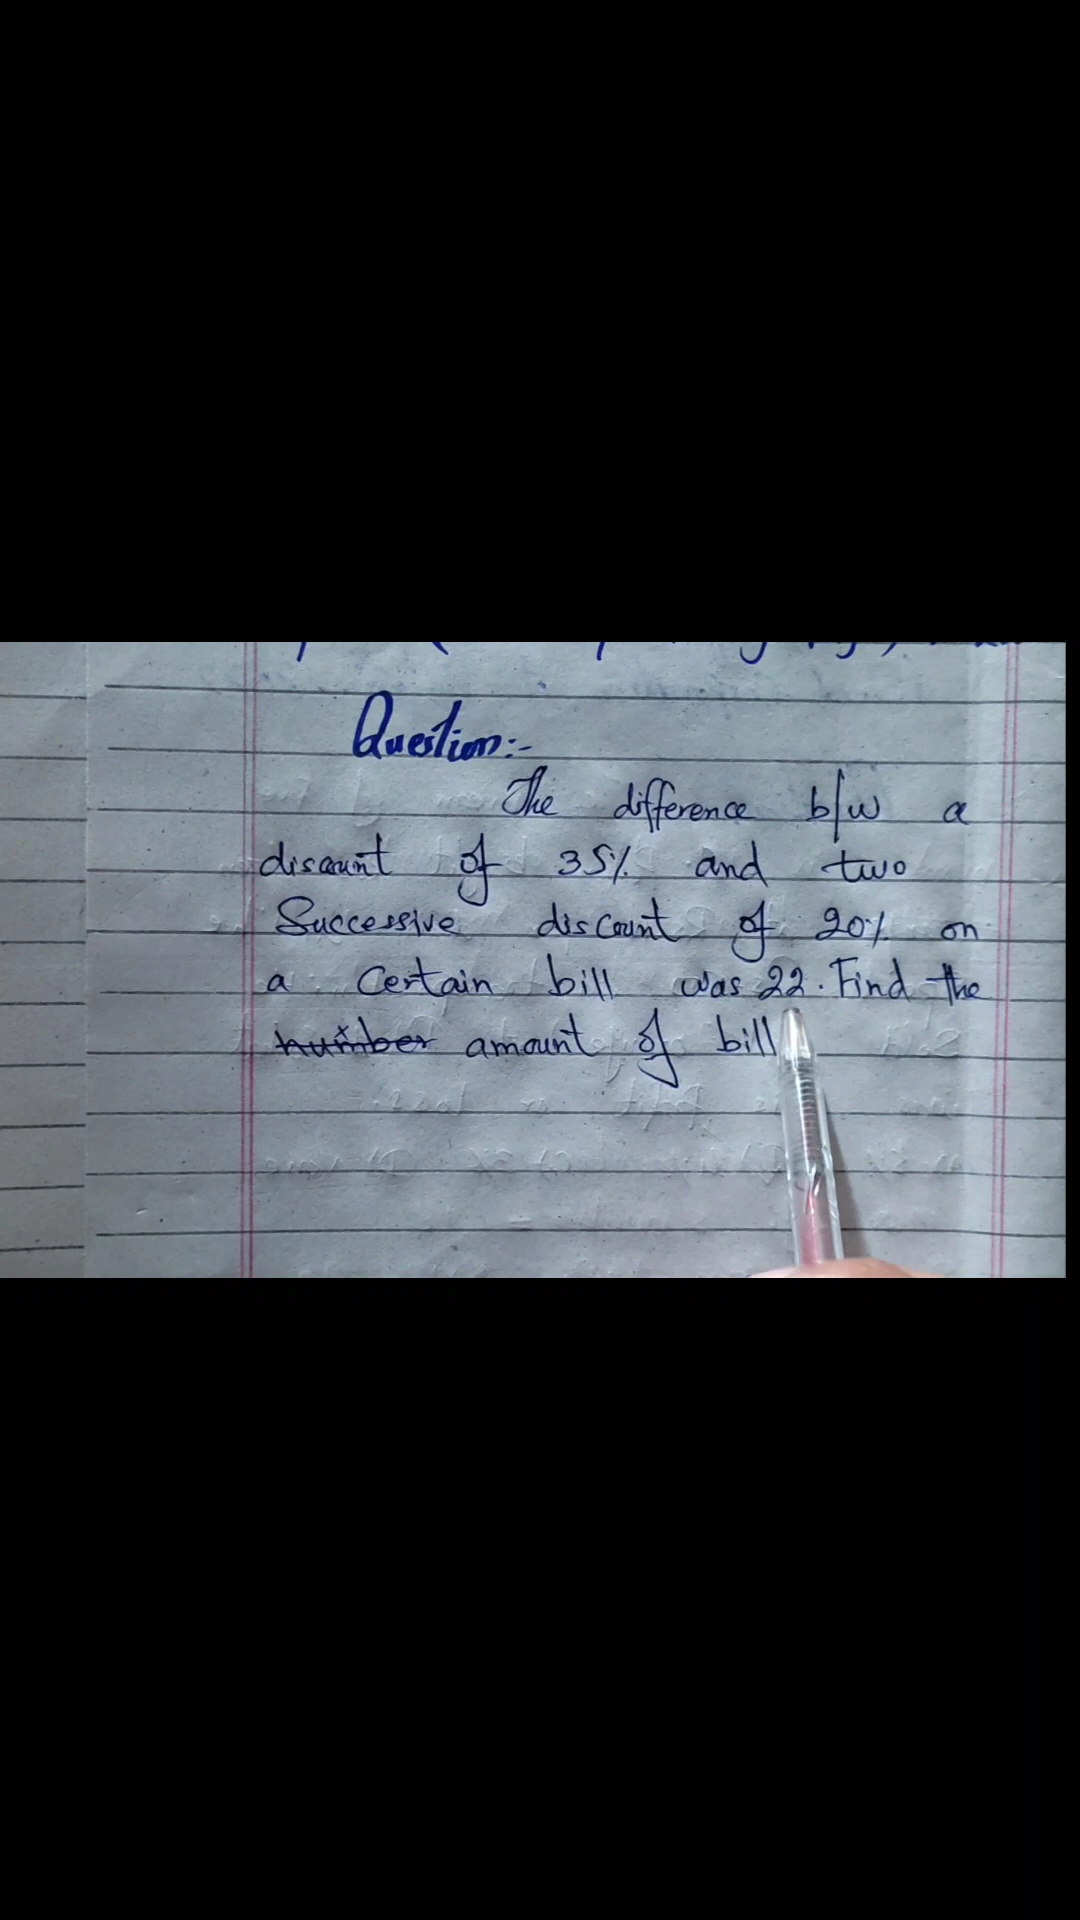 Question:-
The difference b/w a
discount of 35% and two
Successive discount of 20% on
a Certain bill was 22. Find the
number amount of bill